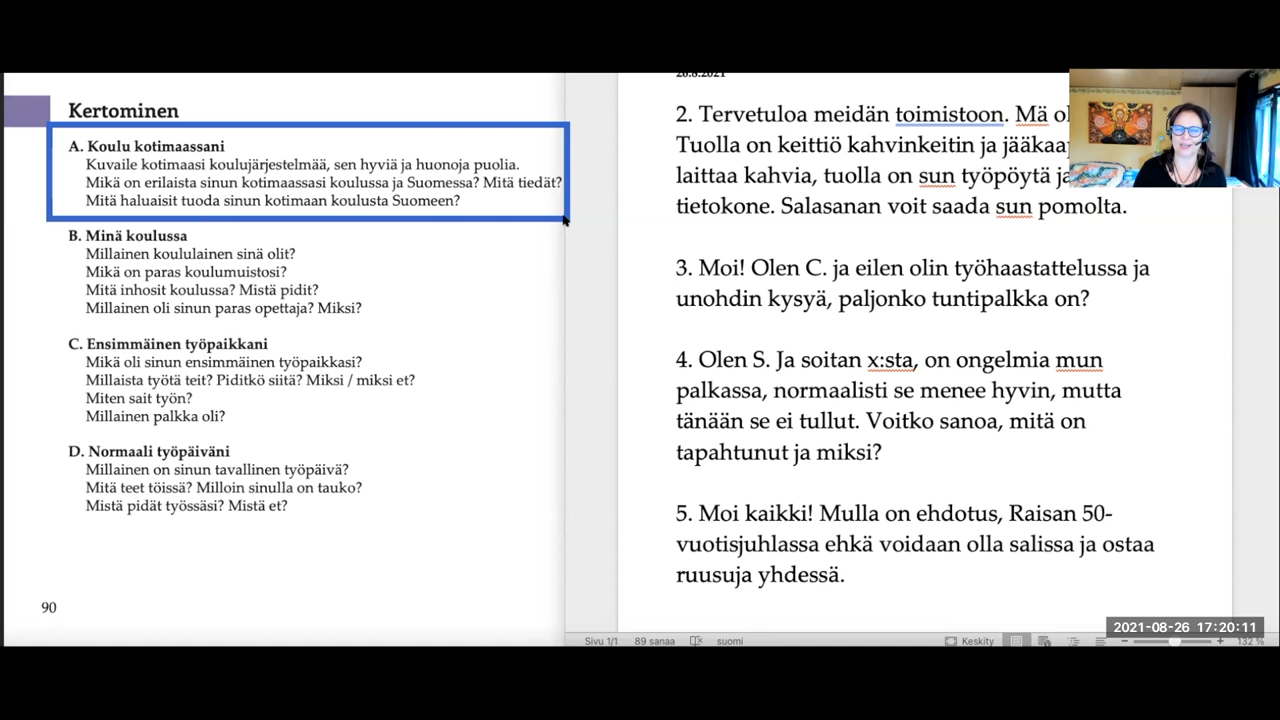 Kertominen
A. Koulu kotimaassani
Kuvaile kotimaasi koulujärjestelmää, sen hyviä ja huonoja puolia.
Mikä on erilaista sinun kotimaassasi koulussa ja Suomessa? Mitä tiedät?
Mitä haluaisit tuoda sinun kotimaan koulusta Suomeen?
B. Minä koulussa
Millainen koululainen sinä olit?
Mikä on paras koulumuistosi?
Mitä inhosit koulussa? Mistä pidit?
Millainen oli sinun paras opettaja? Miksi?
C. Ensimmäinen työpaikkani
Mikä oli sinun ensimmäinen työpaikkasi?
Millaista työtä teit? Piditkö siitä? Miksi / miksi et?
Miten sait työn?
Millainen palkka oli?
D. Normaali työpäiväni
Millainen on sinun tavallinen työpäivä?
Mitä teet töissä? Milloin sinulla on tauko?
Mistä pidät työssäsi? Mistä et?
90
26.8.2021
2. Tervetuloa meidän toimistoon. Mä ol
Tuolla on keittiö kahvinkeitin ja jääkaap
laittaa kahvia, tuolla on sun työpöytä ja
tietokone. Salasanan voit saada sun pomolta.
3. Moi! Olen C. ja eilen olin työhaastattelussa ja
unohdin kysyä, paljonko tuntipalkka on?
4. Olen S. Ja soitan x:sta, on ongelmia mun
palkassa, normaalisti se menee hyvin, mutta
tänään se ei tullut. Voitko sanoa, mitä on
tapahtunut ja miksi?
5. Moi kaikki! Mulla on ehdotus, Raisan 50-
vuotisjuhlassa ehkä voidaan olla salissa ja ostaa
ruusuja yhdessä.
2021-08-26 17:20:11
Sivu 1/1 89 sanaa suomi Keskity 132 %